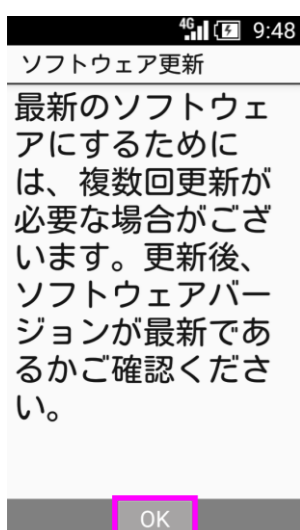 4G 9:48
ソフトウェア更新
最新のソフトウェ
アにするために
は、複数回更新が
必要な場合がござ
います。更新後、
ソフトウェアバー
ジョンが最新であ
るかご確認くださ
い。
OK